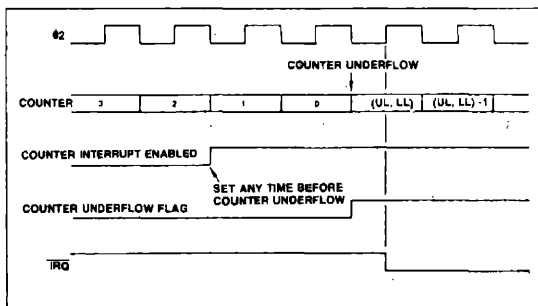 ϕ2
COUNTER UNDERFLOW
COUNTER
3 2 1 0 (UL, LL) (UL, LL) -1
COUNTER INTERRUPT ENABLED
SET ANY TIME BEFORE
COUNTER UNDERFLOW
COUNTER UNDERFLOW FLAG
IRQ